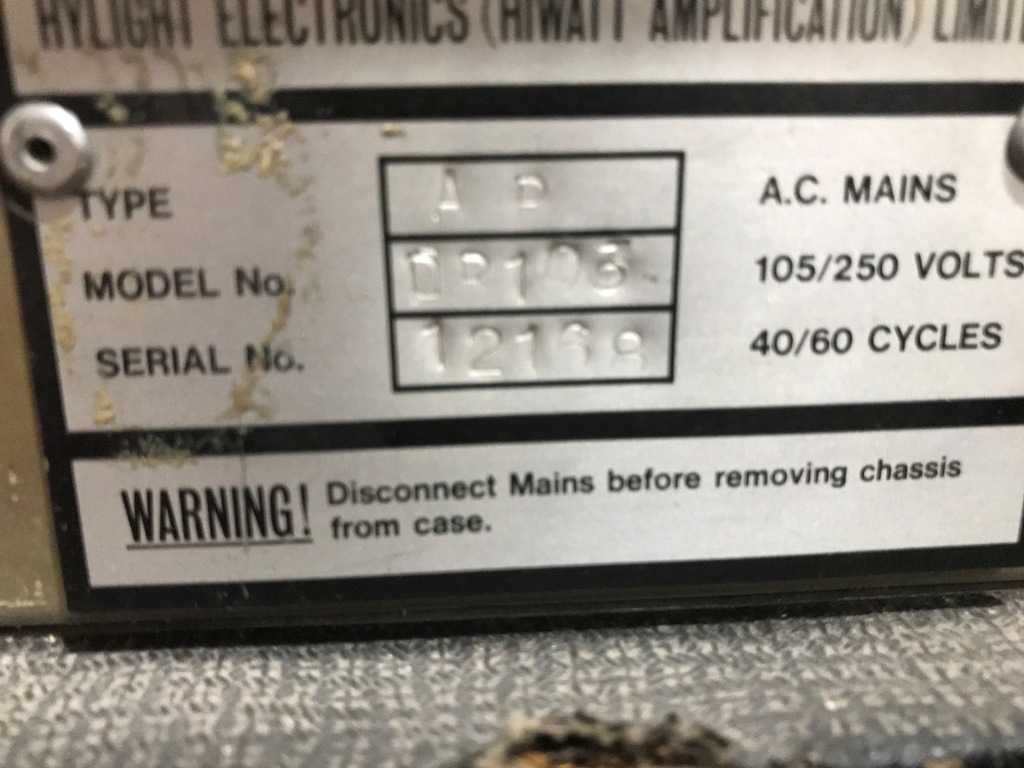 HYLIGHT ELECTRONICS (HIWATT AMPLIFICATION)
TYPE A P A.C. MAINS
MODEL No. DR103 105/250 VOLTS
SERIAL No. 40/60 CYCLES
WARNING! Disconnect Mains before removing chassis
from case.